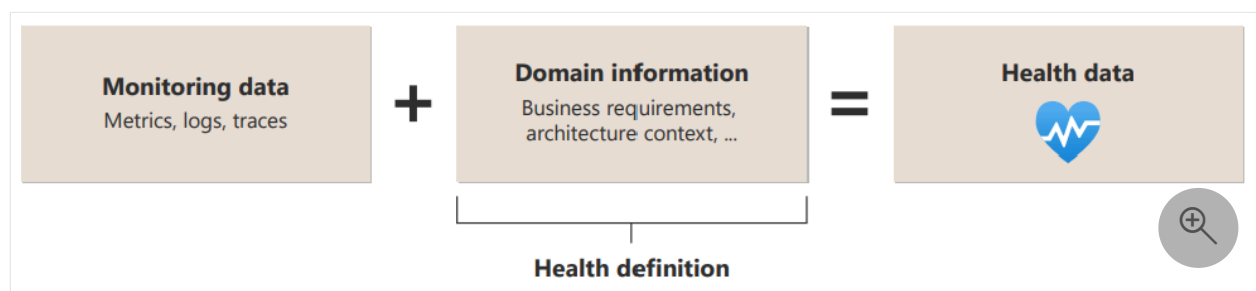 Monitoring data
Metrics, logs, traces
+
Domain information
Business requirements,
architecture context, ...
=
Health data
Health definition